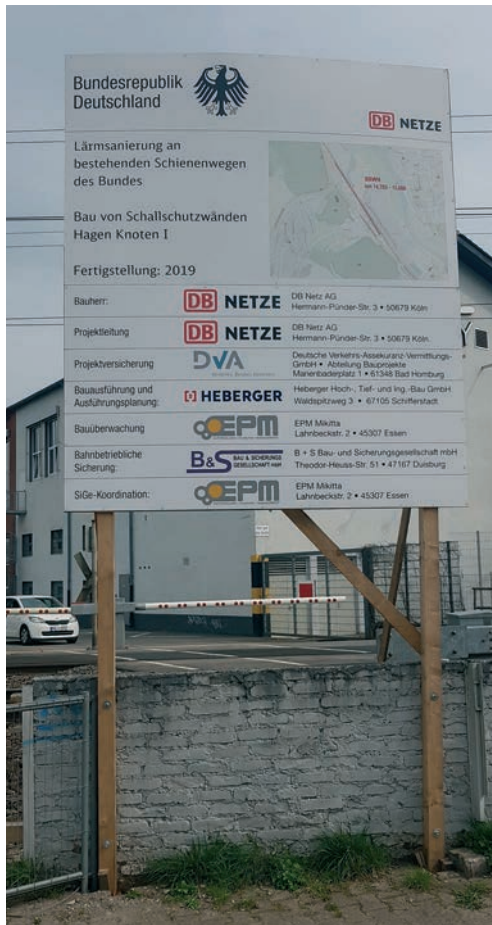 Bundesrepublik
Deutschland
DB NETZE
Lärmsanierung an
bestehenden Schienenwegen
des Bundes
Bau von Schallschutzwänden
Hagen Knoten I
Fertigstellung: 2019
Bauherr:
DB NETZE
DB Netz AG
Hermann-Pünder-Str. 3 • 50679 Köln
Projektleitung
DB NETZE
DB Netz AG
Hermann-Pünder-Str. 3 • 50679 Köln.
Projektversicherung
DVA
Deutsche Verkehrs-Assekuranz-Vermittlungs-
GmbH • Abteilung Bauprojekte
Marienbaderplatz 1 • 61348 Bad Homburg
Bauausführung und
Ausführungsplanung:
HEBERGER
Heberger Hoch-, Tief- und Ing.-Bau GmbH
Waldspitzweg 3 • 67105 Schifferstadt
Bauüberwachung
EPM
EPM Mikitta
Lahnbeckstr. 2 • 45307 Essen
Bahnbetriebliche
Sicherung:
B&S BAU & SICHERUNGS
GESELLSCHAFT mbH
B + S Bau- und Sicherungsgesellschaft mbH
Theodor-Heuss-Str. 51 • 47167 Duisburg
SiGe-Koordination:
EPM
EPM Mikitta
Lahnbeckstr. 2 • 45307 Essen